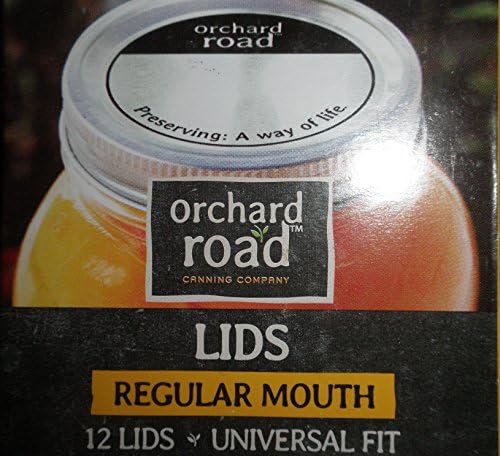 orchard
road
Preserving: A way of life.
orchard
road™
CANNING COMPANY
LIDS
REGULAR MOUTH
12 LIDS UNIVERSAL FIT